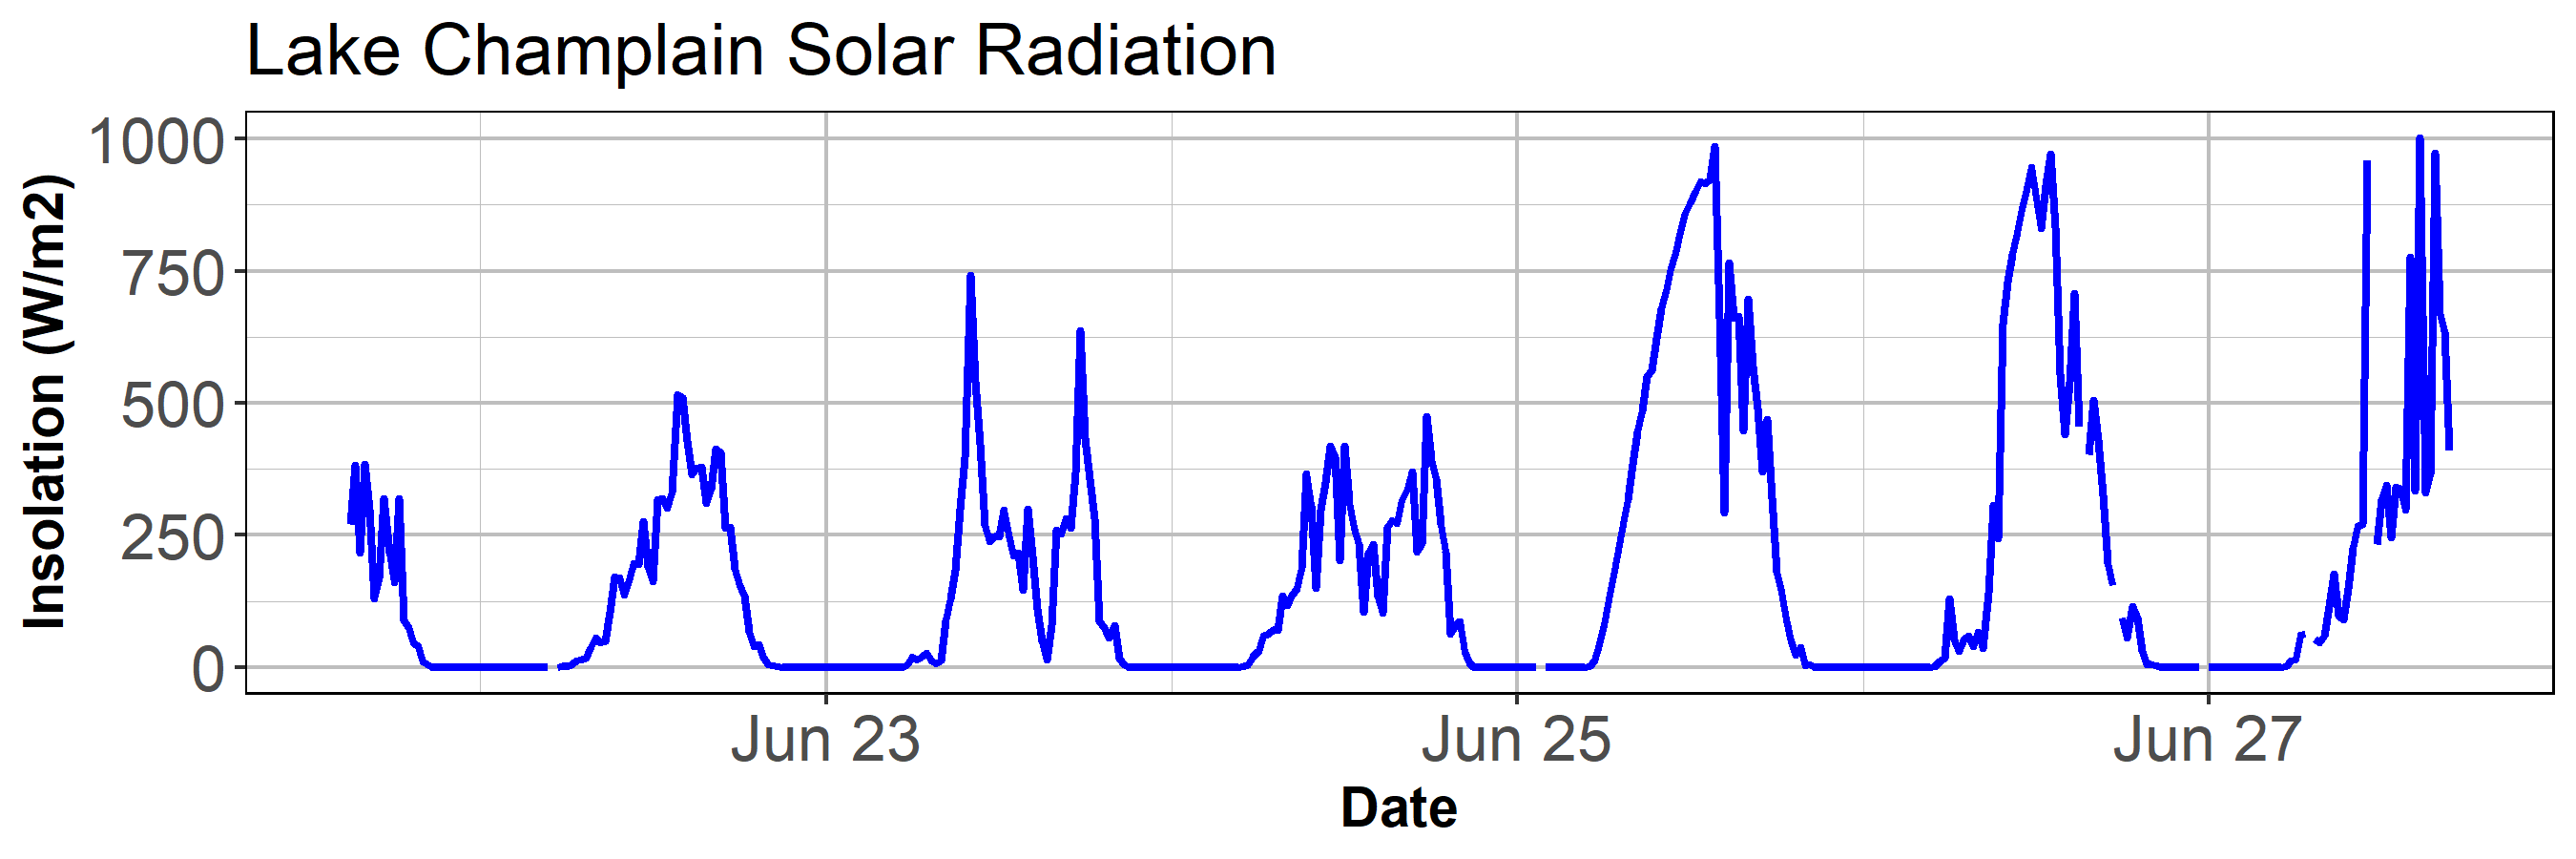 Lake Champlain Solar Radiation
Insolation (W/m2)
1000
750
500
250
0
Jun 23 Jun 25 Jun 27
Date